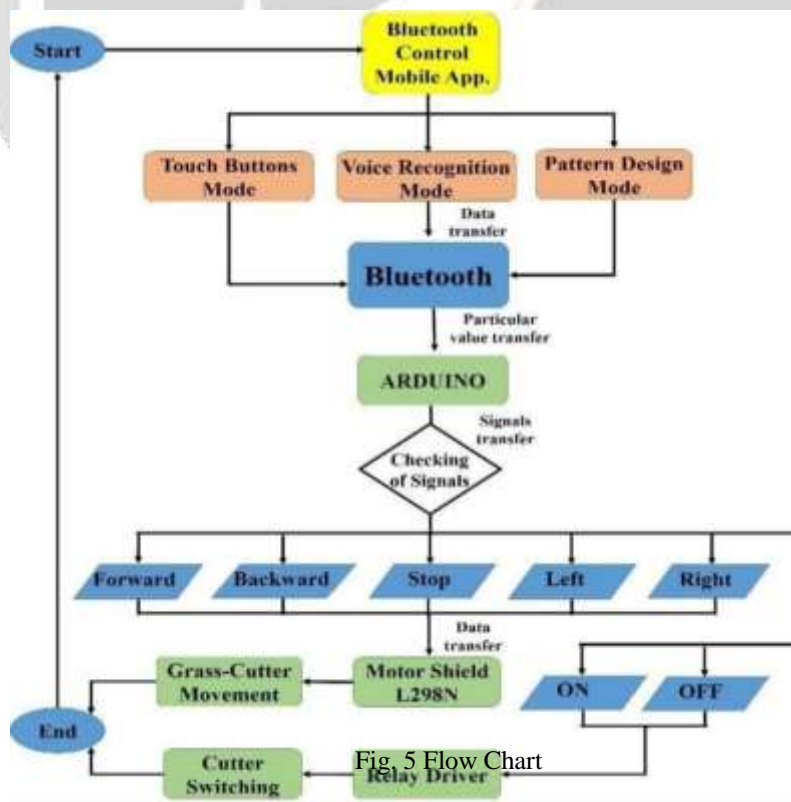 Start
Bluetooth
Control
Mobile App.
Touch Buttons
Mode
Voice Recognition
Mode
Pattern Design
Mode
Data
transfer
Bluetooth
Particular
value transfer
ARDUINO
Signals
transfer
Checking
of Signals
Forward
Backward
Stop
Left
Right
Data
transfer
Grass-Cutter
Movement
Motor Shield
L298N
ON
OFF
End
Cutter
Switching
Relay Driver
Fig. 5 Flow Chart